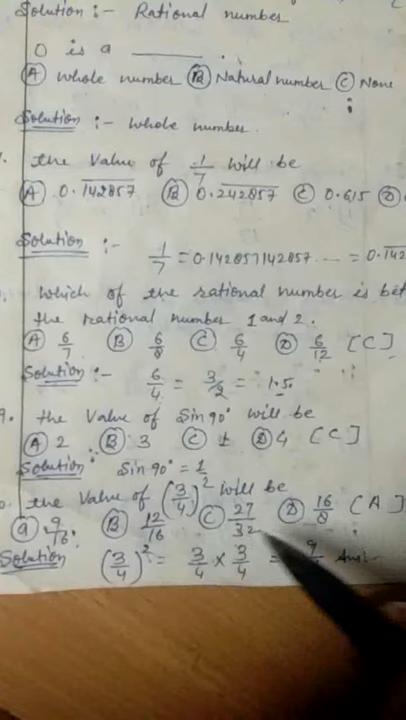 Solution :- Rational number
0 is a ______ .
(A) whole number (B) Natural number (C) None
Solution :- whole number.
the Value of 1/7 will be
(A) 0.\overline{142857} (B) 0.\overline{242857} (C) 0.615 (D)
Solution :- 1/7 = 0.142857142857.... = 0.\overline{142
which of the rational number is bet
the rational number 1 and 2.
(A) 6/7 (B) 6/8 (C) 6/4 (D) 6/12 [C]
Solution :- 6/4 = 3/2 = 1.5.
9. the Value of Sin 90° will be
(A) 2 (B) 3 (C) 1 (D) 4 [C]
Solution: Sin 90° = 1
the Value of (3/4)² will be
(a) 9/16. (B) 12/16 (C) 27/32 (D) 16/8 [A]
Solution (3/4)² = 3/4 × 3/4 = 9 Ans.